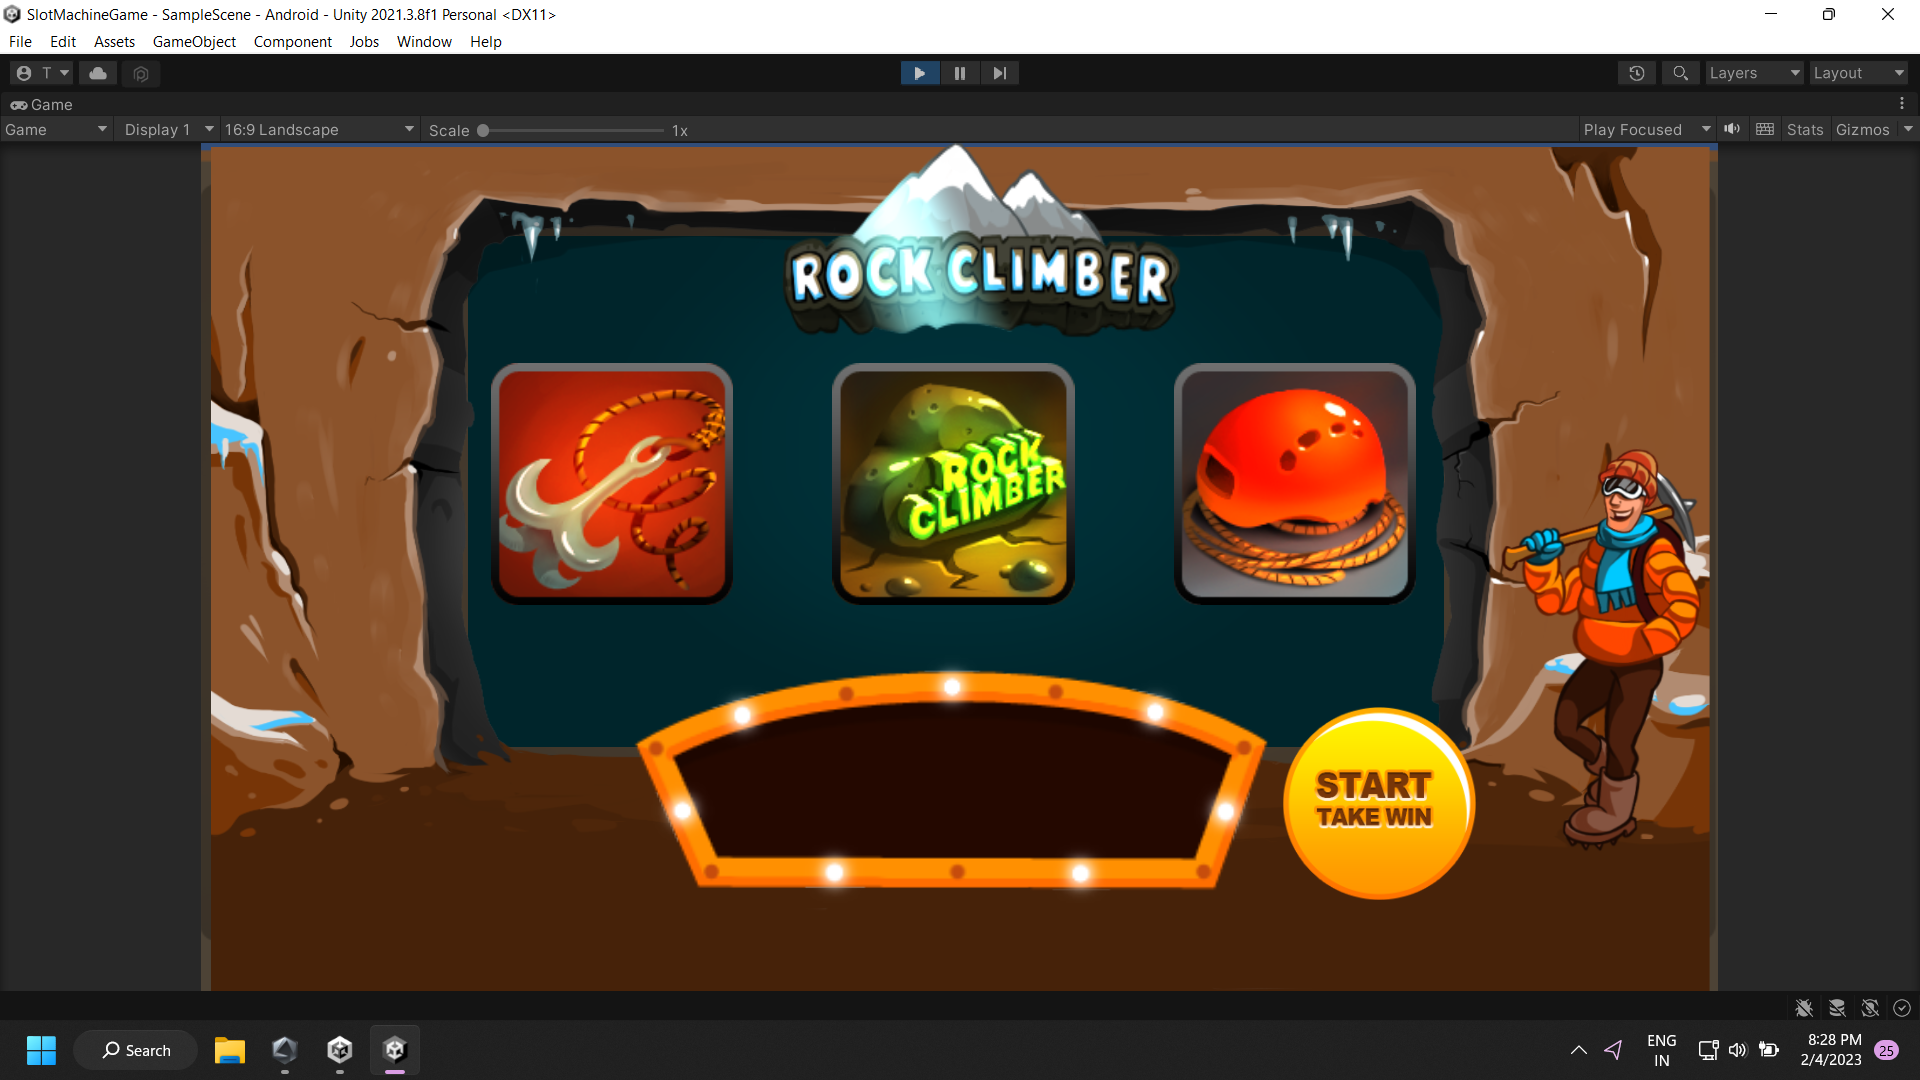 SlotMachineGame - SampleScene - Android - Unity 2021.3.8f1 Personal <DX11>
File Edit Assets GameObject Component Jobs Window Help
T Layers Layout
Game
Game Display 1 16:9 Landscape Scale 1x Play Focused Stats Gizmos
ROCK CLIMBER
ROCK
CLIMBER
START
TAKE WIN
Search
ENG
IN
8:28 PM
2/4/2023
25